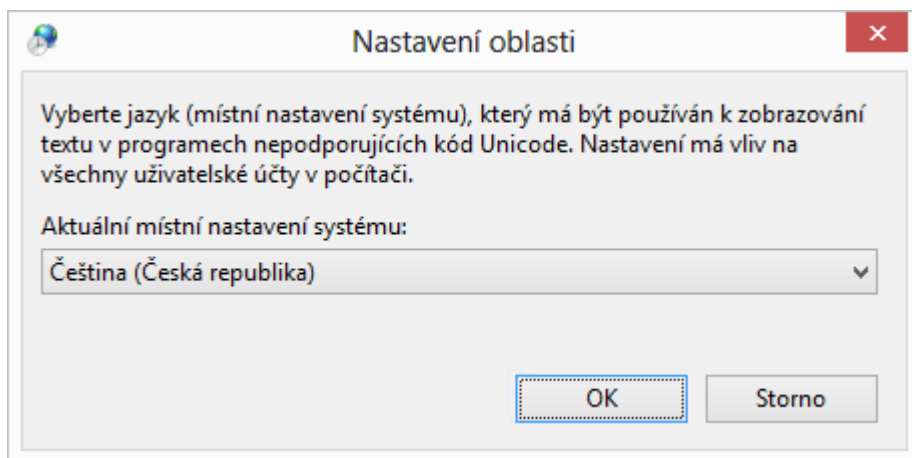 Nastavení oblasti
Vyberte jazyk (místní nastavení systému), který má být používán k zobrazování
textu v programech nepodporujících kód Unicode. Nastavení má vliv na
všechny uživatelské účty v počítači.
Aktuální místní nastavení systému:
Čeština (Česká republika)
OK Storno